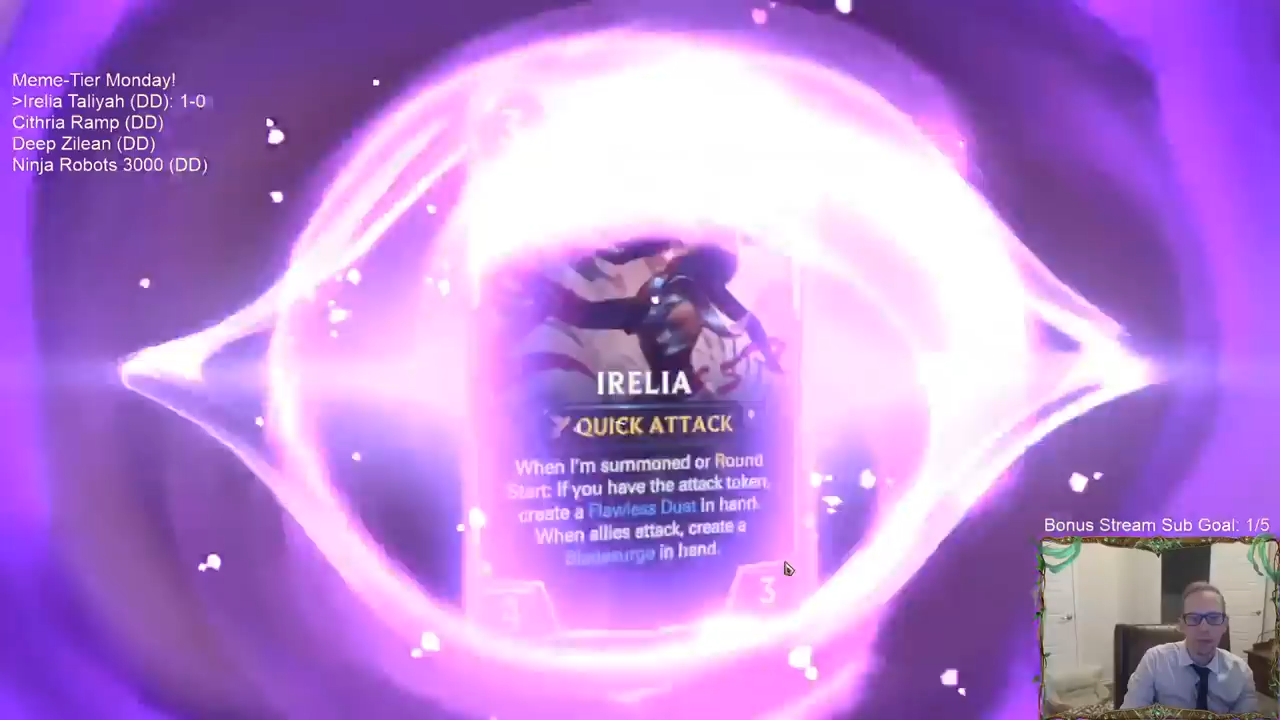 Meme-Tier Monday!
>Irelia Taliyah (DD): 1-0
Cithria Ramp (DD)
Deep Zilean (DD)
Ninja Robots 3000 (DD)
IRELIA
QUICK ATTACK
When I'm summoned or Round
Start: If you have the attack token,
create a Flawless Duet in hand.
When allies attack, create a
Bladesurge in hand.
3
Bonus Stream Sub Goal: 1/5